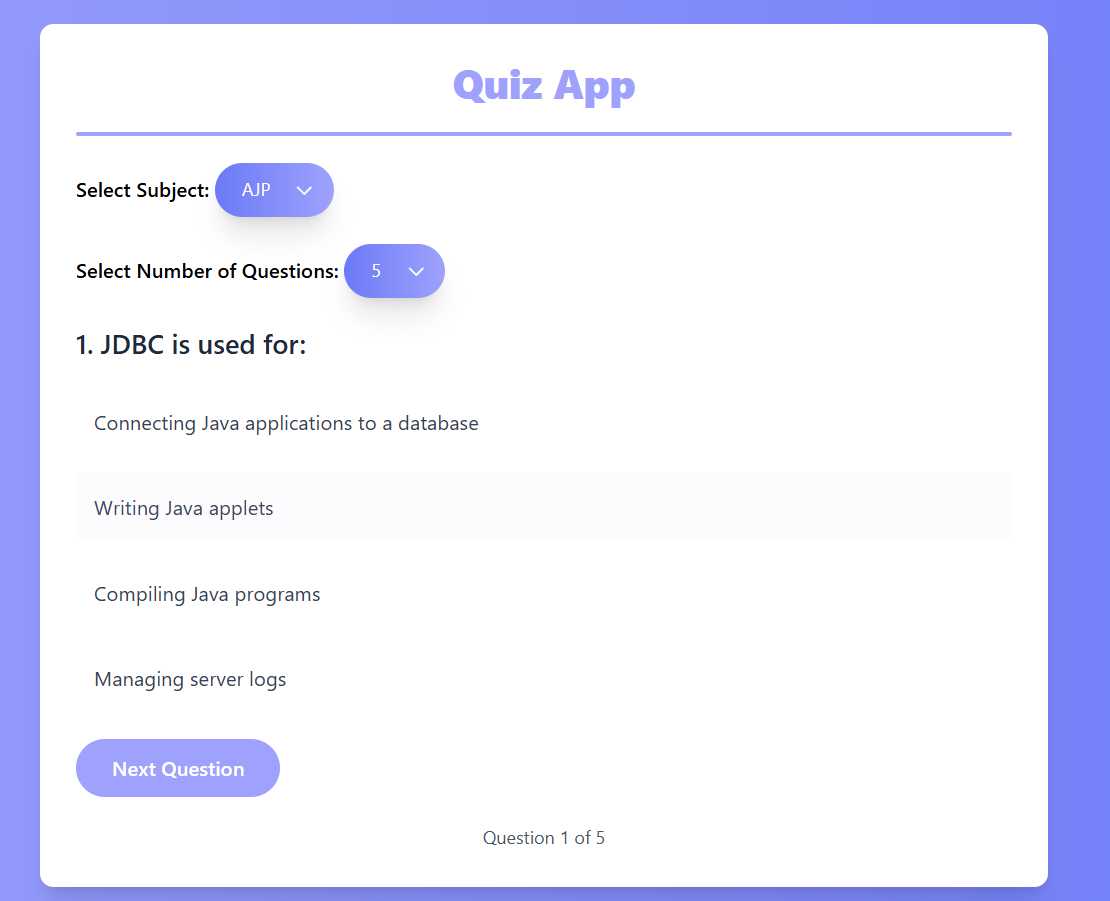 Quiz App
Select Subject: AJP
Select Number of Questions: 5
1. JDBC is used for:
Connecting Java applications to a database
Writing Java applets
Compiling Java programs
Managing server logs
Next Question
Question 1 of 5